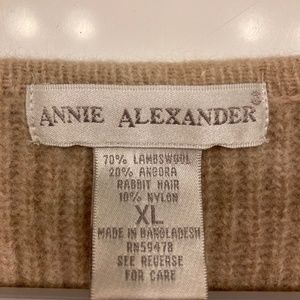 ANNIE ALEXANDER®
70% LAMBSWOOL
20% ANGORA
RABBIT HAIR
10% NYLON
XL
MADE IN BANGLADESH
RN59478
SEE REVERSE
FOR CARE